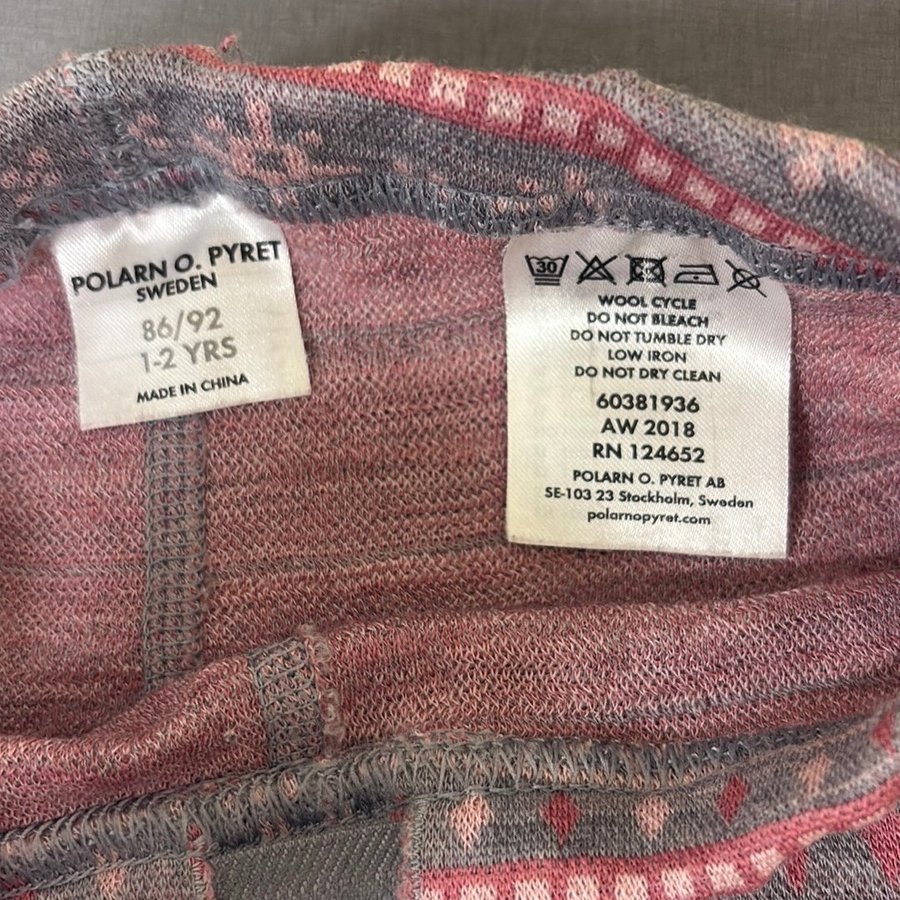 POLARN O. PYRET
SWEDEN
86/92
1-2 YRS
MADE IN CHINA
30
WOOL CYCLE
DO NOT BLEACH
DO NOT TUMBLE DRY
LOW IRON
DO NOT DRY CLEAN
60381936
AW 2018
RN 124652
POLARN O. PYRET AB
SE-103 23 Stockholm, Sweden
polarnopyret.com